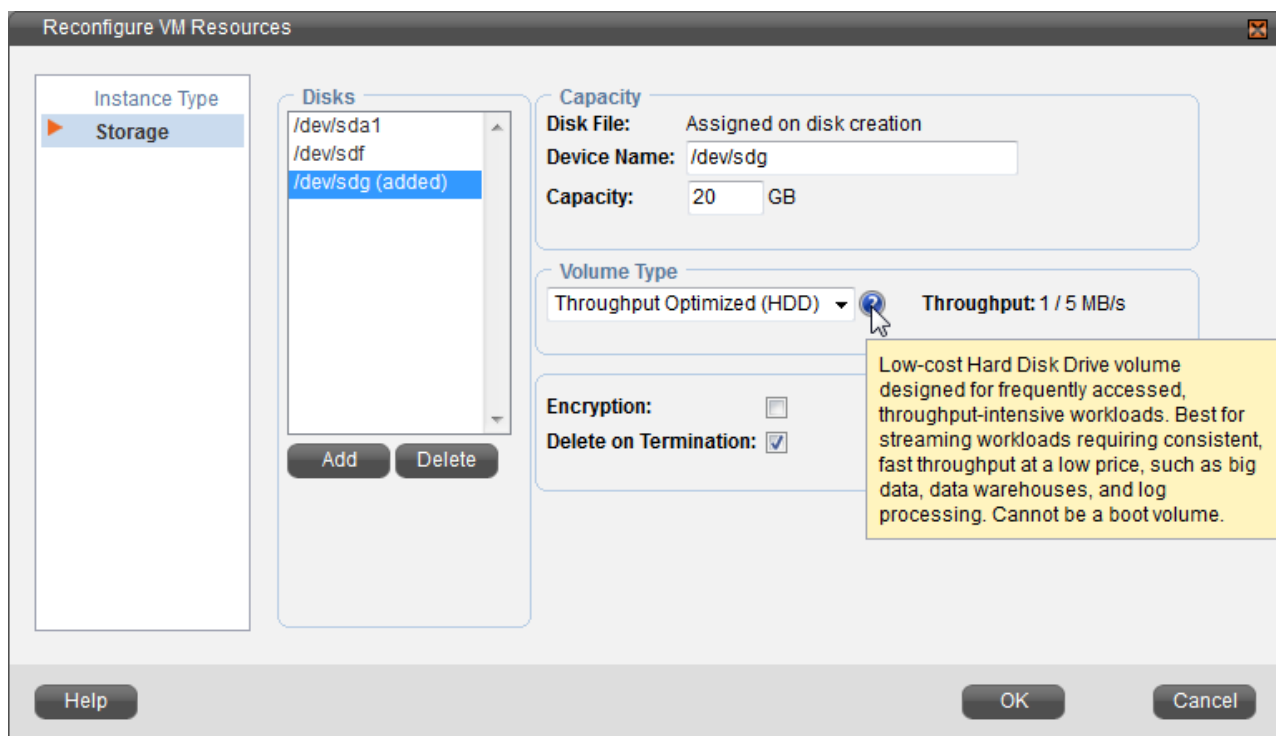 Reconfigure VM Resources
Instance Type
Storage
Disks
/dev/sda1
/dev/sdf
/dev/sdg (added)
Add
Delete
Capacity
Disk File: Assigned on disk creation
Device Name: /dev/sdg
Capacity: 20 GB
Volume Type
Throughput Optimized (HDD) ? Throughput: 1 / 5 MB/s
Low-cost Hard Disk Drive volume
designed for frequently accessed,
throughput-intensive workloads. Best for
streaming workloads requiring consistent,
fast throughput at a low price, such as big
data, data warehouses, and log
processing. Cannot be a boot volume.
Encryption:
Delete on Termination:
Help
OK
Cancel